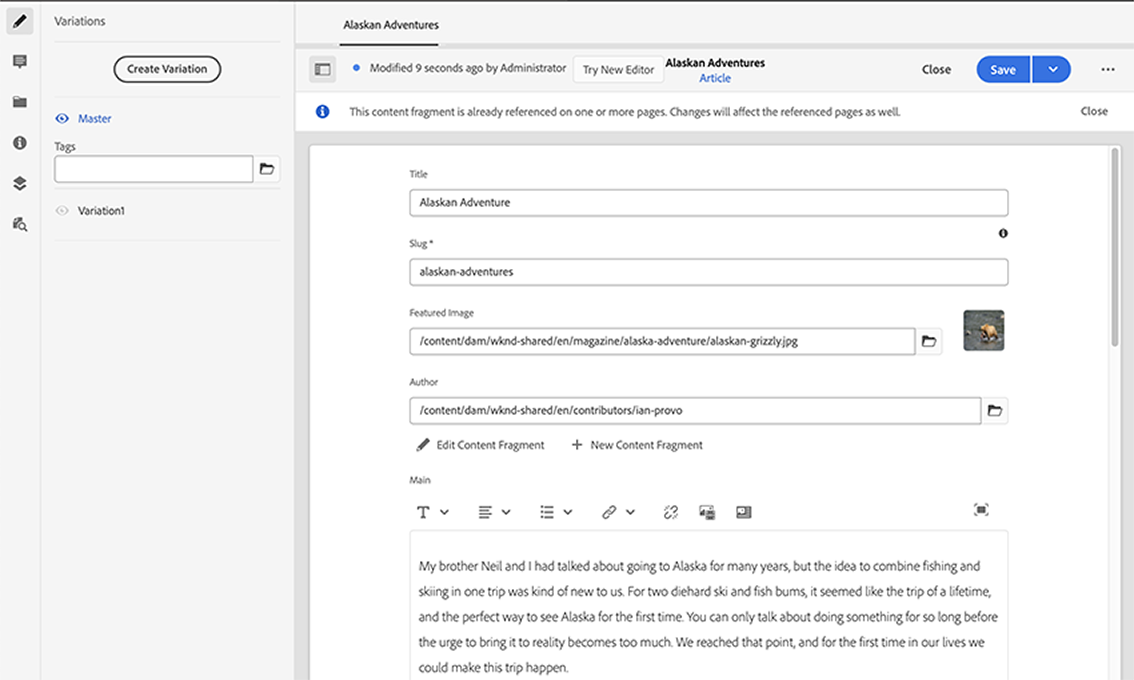 Variations
Create Variation
Master
Tags
Variation1
Alaskan Adventures
Modified 9 seconds ago by Administrator
Try New Editor
Alaskan Adventures
Article
Close
Save
This content fragment is already referenced on one or more pages. Changes will affect the referenced pages as well.
Close
Title
Alaskan Adventure
Slug *
alaskan-adventures
Featured Image
/content/dam/wknd-shared/en/magazine/alaska-adventure/alaskan-grizzly.jpg
Author
/content/dam/wknd-shared/en/contributors/ian-provo
Edit Content Fragment
New Content Fragment
Main
My brother Neil and I had talked about going to Alaska for many years, but the idea to combine fishing and
skiing in one trip was kind of new to us. For two diehard ski and fish bums, it seemed like the trip of a lifetime,
and the perfect way to see Alaska for the first time. You can only talk about doing something for so long before
the urge to bring it to reality becomes too much. We reached that point, and for the first time in our lives we
could make this trip happen.